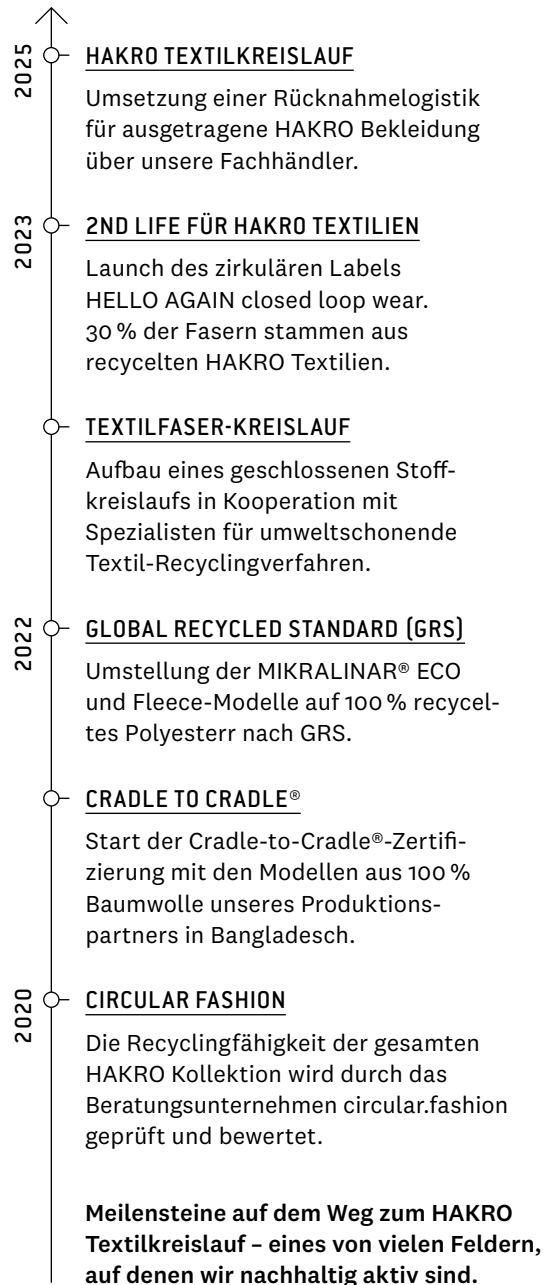 2025
HAKRO TEXTILKREISLAUF
Umsetzung einer Rücknahmelogistik
für ausgetragene HAKRO Bekleidung
über unsere Fachhändler.
2023
2ND LIFE FÜR HAKRO TEXTILIEN
Launch des zirkulären Labels
HELLO AGAIN closed loop wear.
30 % der Fasern stammen aus
recycelten HAKRO Textilien.
TEXTILFASER-KREISLAUF
Aufbau eines geschlossenen Stoff-
kreislaufs in Kooperation mit
Spezialisten für umweltschonende
Textil-Recyclingverfahren.
2022
GLOBAL RECYCLED STANDARD (GRS)
Umstellung der MIKRALINAR® ECO
und Fleece-Modelle auf 100 % recycel-
tes Polyesterr nach GRS.
CRADLE TO CRADLE®
Start der Cradle-to-Cradle®-Zertifi-
zierung mit den Modellen aus 100 %
Baumwolle unseres Produktions-
partners in Bangladesch.
2020
CIRCULAR FASHION
Die Recyclingfähigkeit der gesamten
HAKRO Kollektion wird durch das
Beratungsunternehmen circular.fashion
geprüft und bewertet.
Meilensteine auf dem Weg zum HAKRO
Textilkreislauf – eines von vielen Feldern,
auf denen wir nachhaltig aktiv sind.